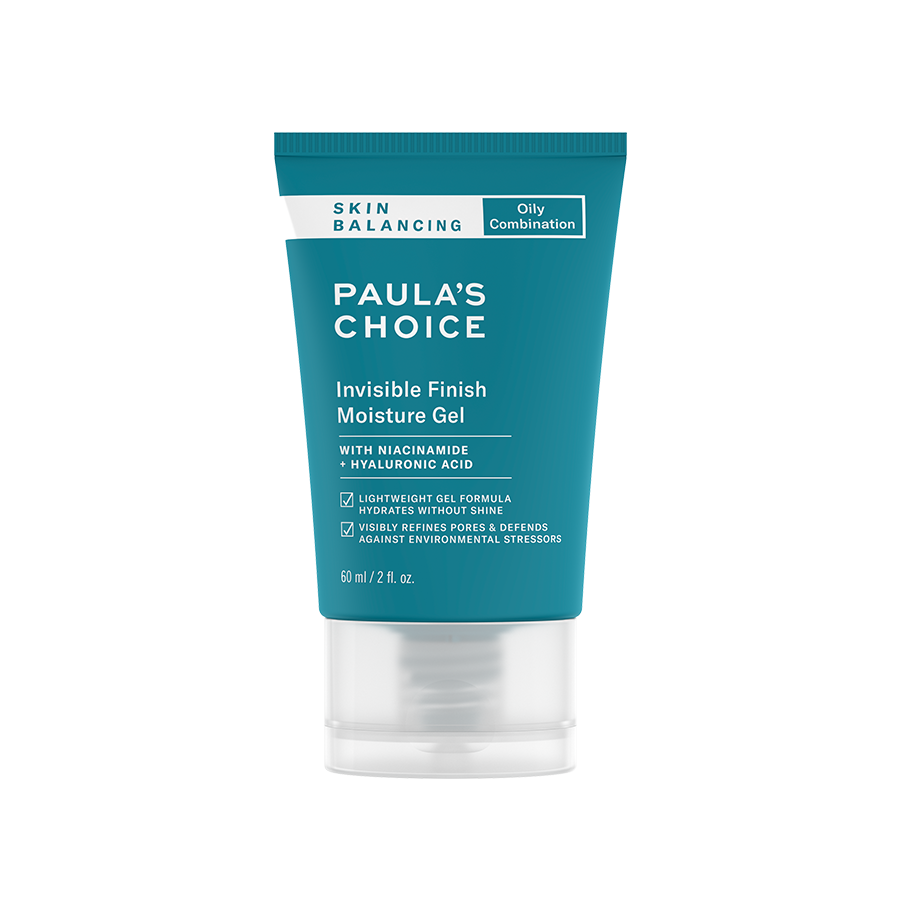 SKIN
BALANCING
Oily
Combination
PAULA'S
CHOICE
Invisible Finish
Moisture Gel
WITH NIACINAMIDE
+ HYALURONIC ACID
LIGHTWEIGHT GEL FORMULA
HYDRATES WITHOUT SHINE
VISIBLY REFINES PORES & DEFENDS
AGAINST ENVIRONMENTAL STRESSORS
60 ml / 2 fl. oz.